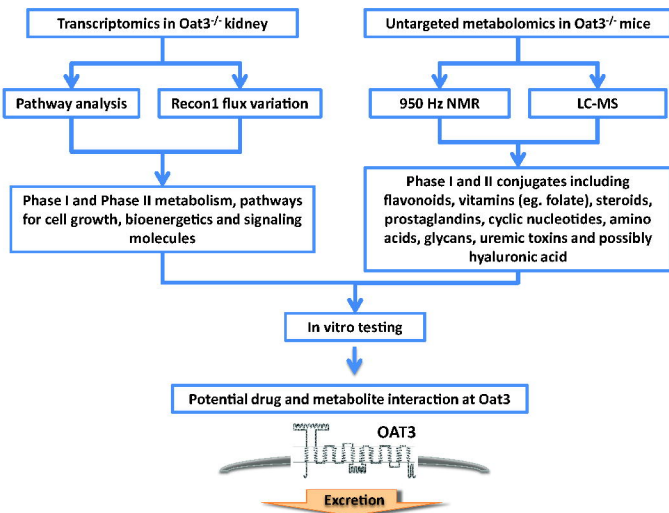 Transcriptomics in Oat3-/- kidney
Untargeted metabolomics in Oat3-/- mice
Pathway analysis
Recon1 flux variation
950 Hz NMR
LC-MS
Phase I and Phase II metabolism, pathways
for cell growth, bioenergetics and signaling
molecules
Phase I and II conjugates including
flavonoids, vitamins (eg. folate), steroids,
prostaglandins, cyclic nucleotides, amino
acids, glycans, uremic toxins and possibly
hyaluronic acid
In vitro testing
Potential drug and metabolite interaction at Oat3
OAT3
Excretion